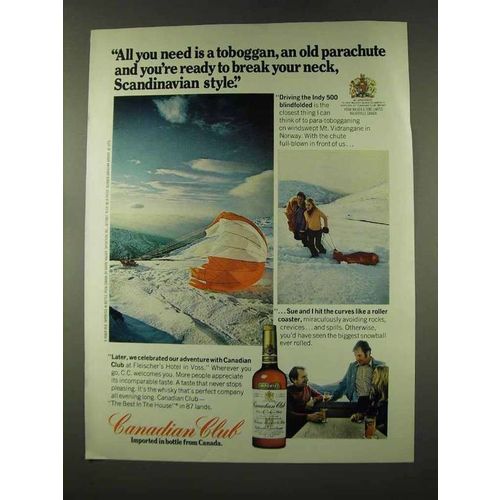 "All you need is a toboggan, an old parachute
and you're ready to break your neck,
Scandinavian style."
"Driving the Indy 500
blindfolded is the
closest thing I can
think of to para-tobogganing
on windswept Mt. Vidrangane in
Norway. With the chute
full-blown in front of us...
"...Sue and I hit the curves like a roller
coaster, miraculously avoiding rocks,
crevices...and spills. Otherwise,
you'd have seen the biggest snowball
ever rolled.
"Later, we celebrated our adventure with Canadian
Club at Fleischer's Hotel in Voss." Wherever you
go, C.C. welcomes you. More people appreciate
its incomparable taste. A taste that never stops
pleasing. It's the whisky that's perfect company
all evening long. Canadian Club—
"The Best In The House"® in 87 lands.
Canadian Club
Imported in bottle from Canada.
Canadian Club